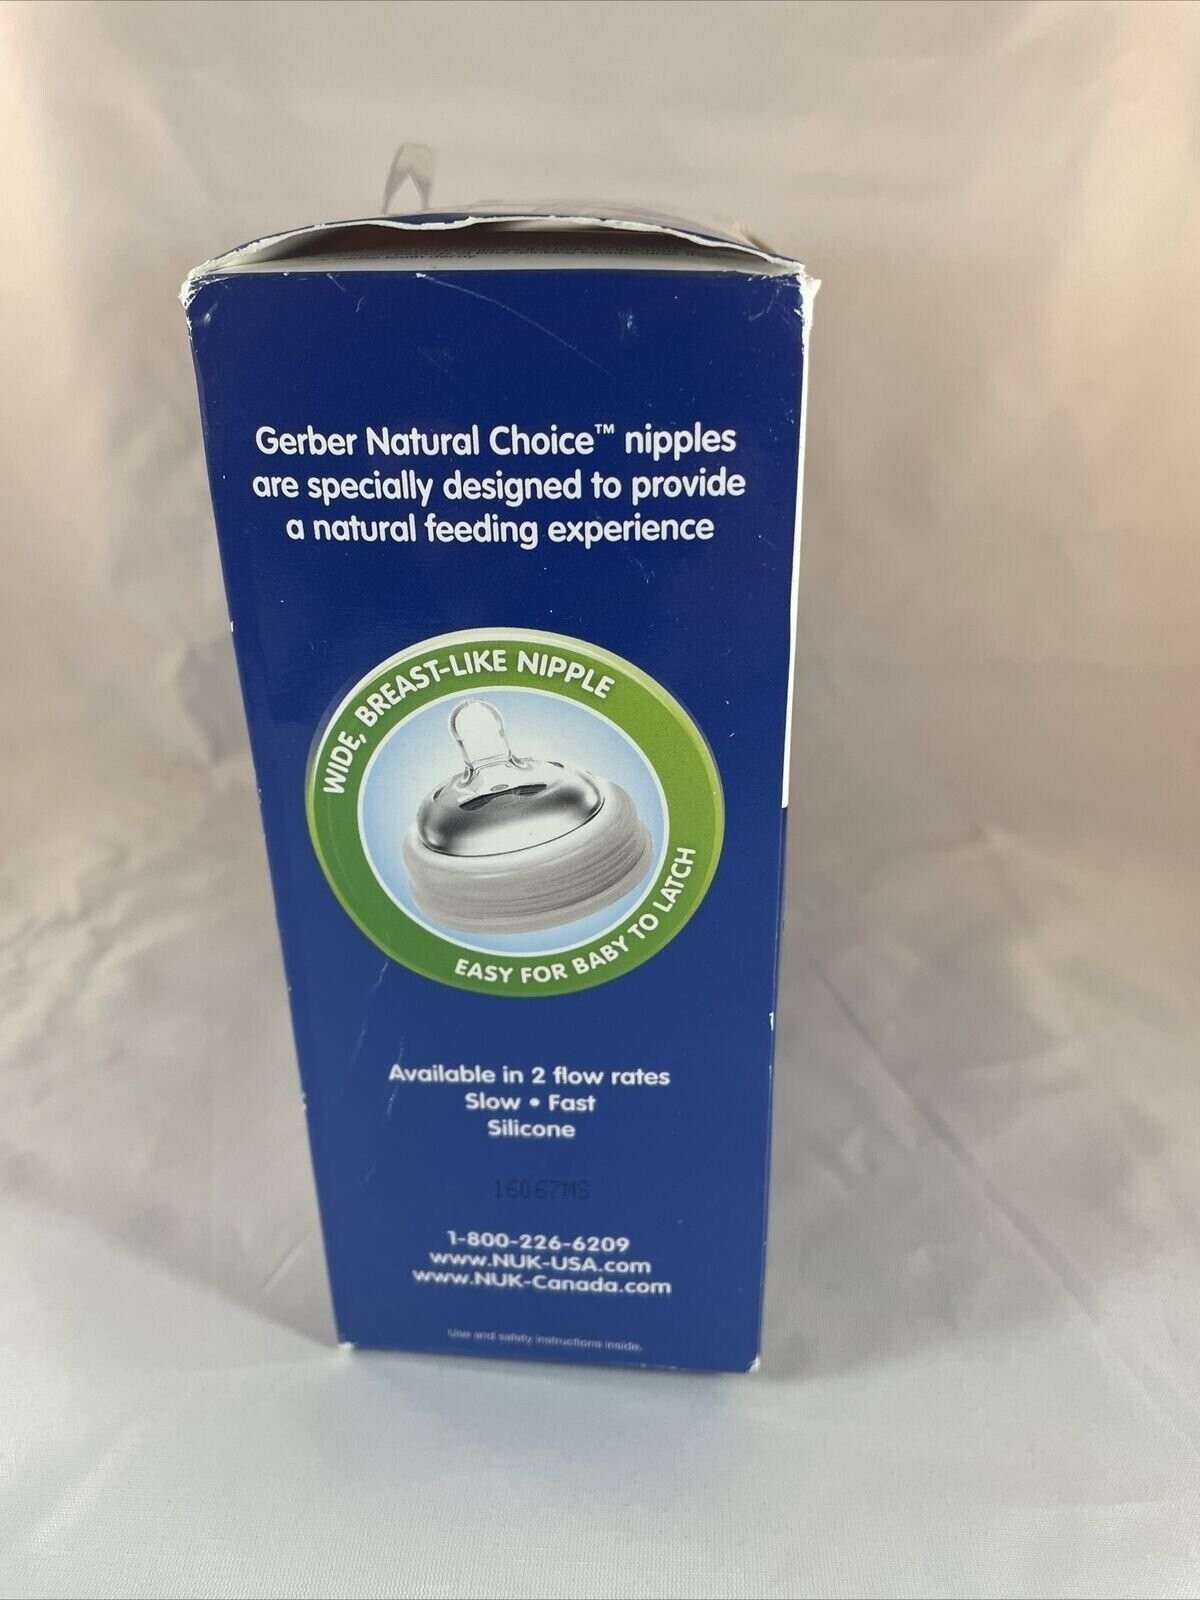 Gerber Natural Choice™ nipples
are specially designed to provide
a natural feeding experience
WIDE, BREAST-LIKE NIPPLE
EASY FOR BABY TO LATCH
Available in 2 flow rates
Slow • Fast
Silicone
16067MS
1-800-226-6209
www.NUK-USA.com
www.NUK-Canada.com
Use and safety instructions inside.